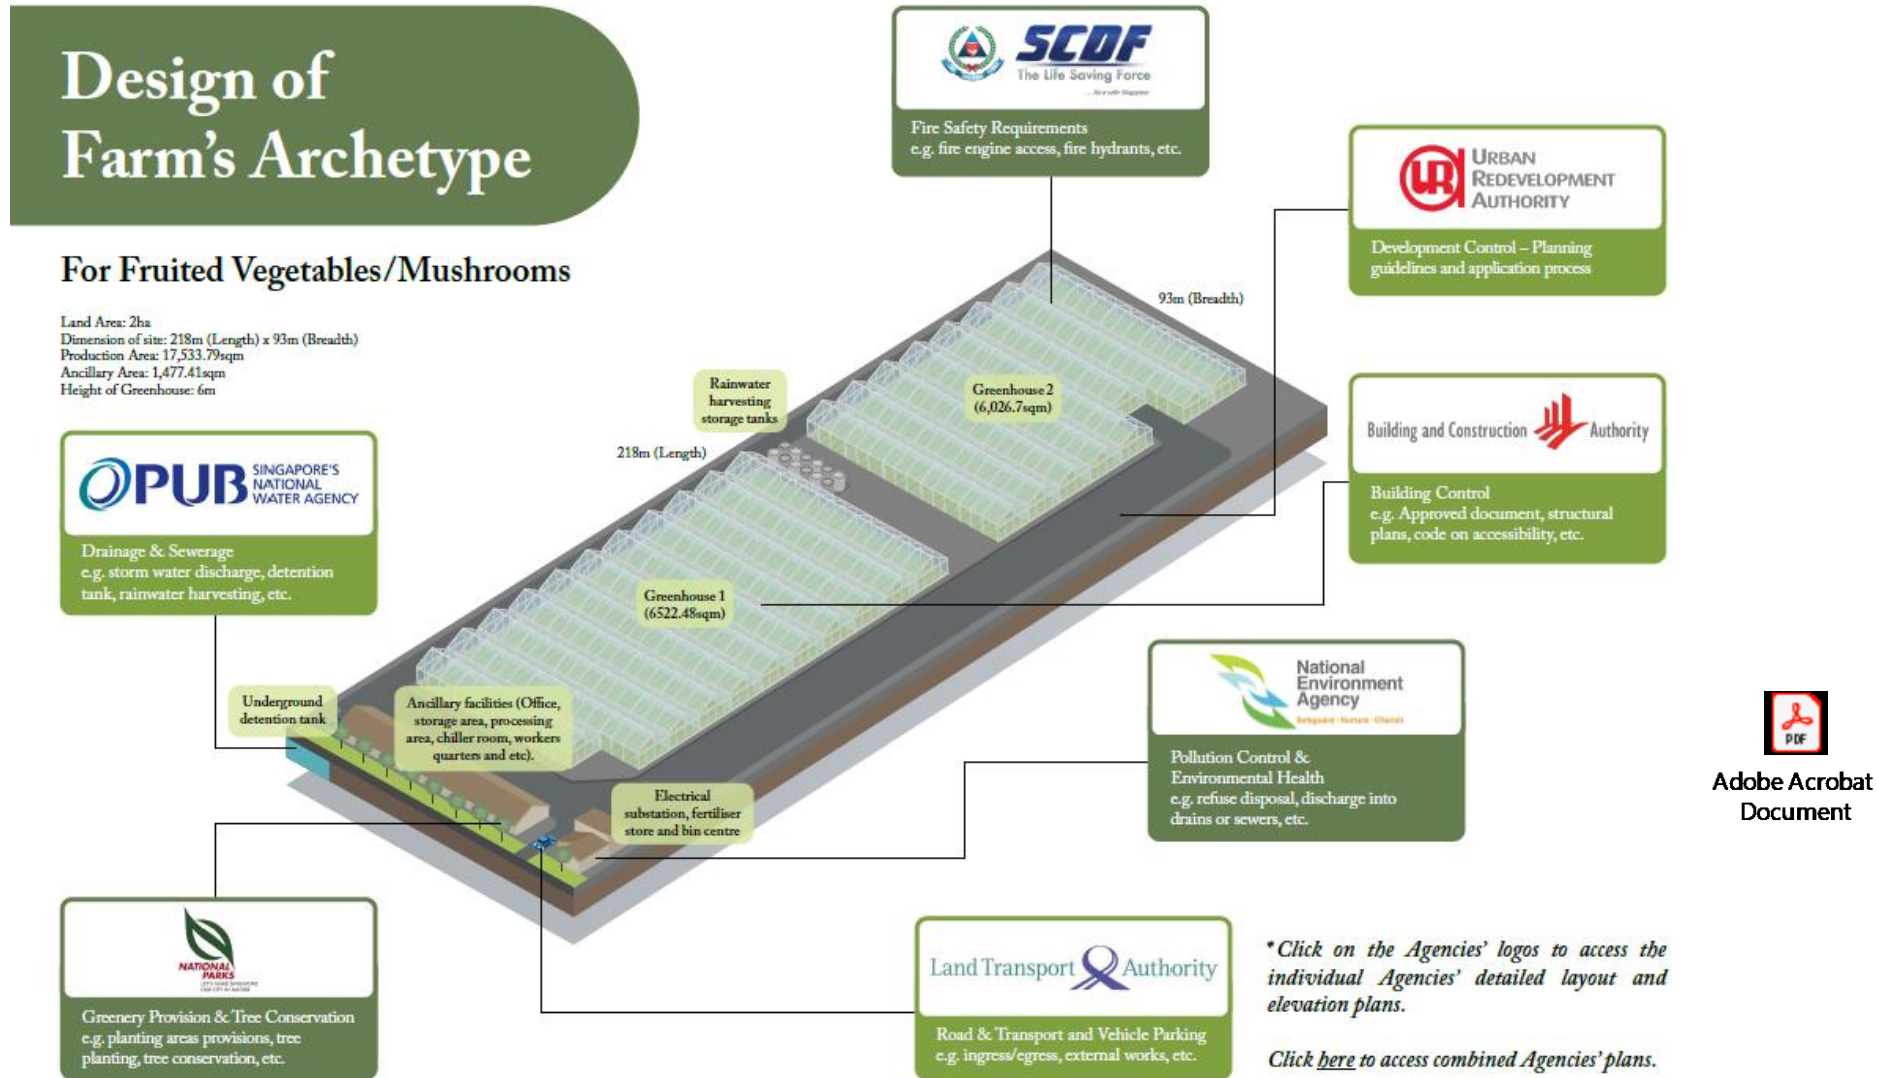 Design of
Farm's Archetype
For Fruited Vegetables/Mushrooms
Land Area: 2ha
Dimension of site: 218m (Length) x 93m (Breadth)
Production Area: 17,533.79sqm
Ancillary Area: 1,477.41sqm
Height of Greenhouse: 6m
SCDF
The Life Saving Force
Fire Safety Requirements
e.g. fire engine access, fire hydrants, etc.
URBAN
REDEVELOPMENT
AUTHORITY
Development Control – Planning
guidelines and application process
93m (Breadth)
Rainwater
harvesting
storage tanks
Greenhouse 2
(6,026.7sqm)
218m (Length)
Building and Construction Authority
Building Control
e.g. Approved document, structural
plans, code on accessibility, etc.
PUB SINGAPORE'S
NATIONAL
WATER AGENCY
Drainage & Sewerage
e.g. storm water discharge, detention
tank, rainwater harvesting, etc.
Greenhouse 1
(6522.48sqm)
Underground
detention tank
Ancillary facilities (Office,
storage area, processing
area, chiller room, workers
quarters and etc).
Electrical
substation, fertiliser
store and bin centre
National
Environment
Agency
Safeguard · Nurture · Cherish
Pollution Control &
Environmental Health
e.g. refuse disposal, discharge into
drains or sewers, etc.
PDF
Adobe Acrobat
Document
NATIONAL
PARKS
Greenery Provision & Tree Conservation
e.g. planting areas provisions, tree
planting, tree conservation, etc.
Land Transport Authority
Road & Transport and Vehicle Parking
e.g. ingress/egress, external works, etc.
*Click on the Agencies' logos to access the
individual Agencies' detailed layout and
elevation plans.
Click here to access combined Agencies' plans.